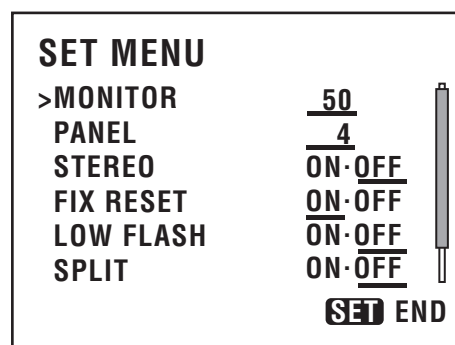 SET MENU
>MONITOR 50
PANEL 4
STEREO ON·OFF
FIX RESET ON·OFF
LOW FLASH ON·OFF
SPLIT ON·OFF
SET END